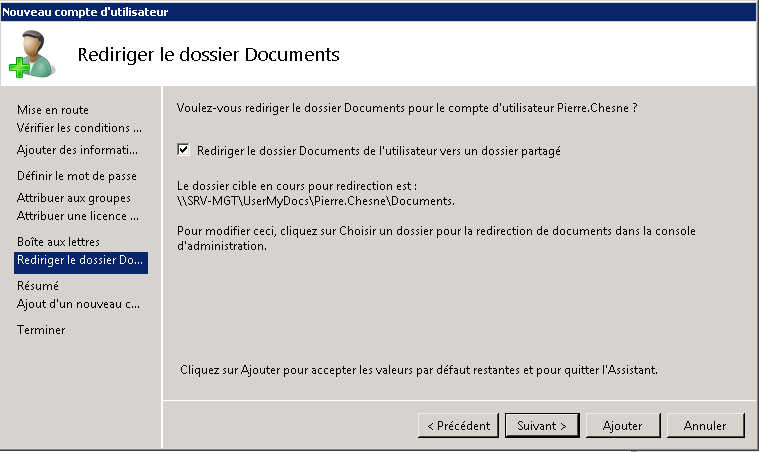 Nouveau compte d'utilisateur
Rediriger le dossier Documents
Mise en route
Vérifier les conditions ...
Ajouter des informati...
Définir le mot de passe
Attribuer aux groupes
Attribuer une licence ...
Boîte aux lettres
Rediriger le dossier Do...
Résumé
Ajout d'un nouveau c...
Terminer
Voulez-vous rediriger le dossier Documents pour le compte d'utilisateur Pierre.Chesne ?
Rediriger le dossier Documents de l'utilisateur vers un dossier partagé
Le dossier cible en cours pour redirection est :
\\SRV-MGT\UserMyDocs\Pierre.Chesne\Documents.
Pour modifier ceci, cliquez sur Choisir un dossier pour la redirection de documents dans la console
d'administration.
Cliquez sur Ajouter pour accepter les valeurs par défaut restantes et pour quitter l'Assistant.
< Précédent
Suivant >
Ajouter
Annuler